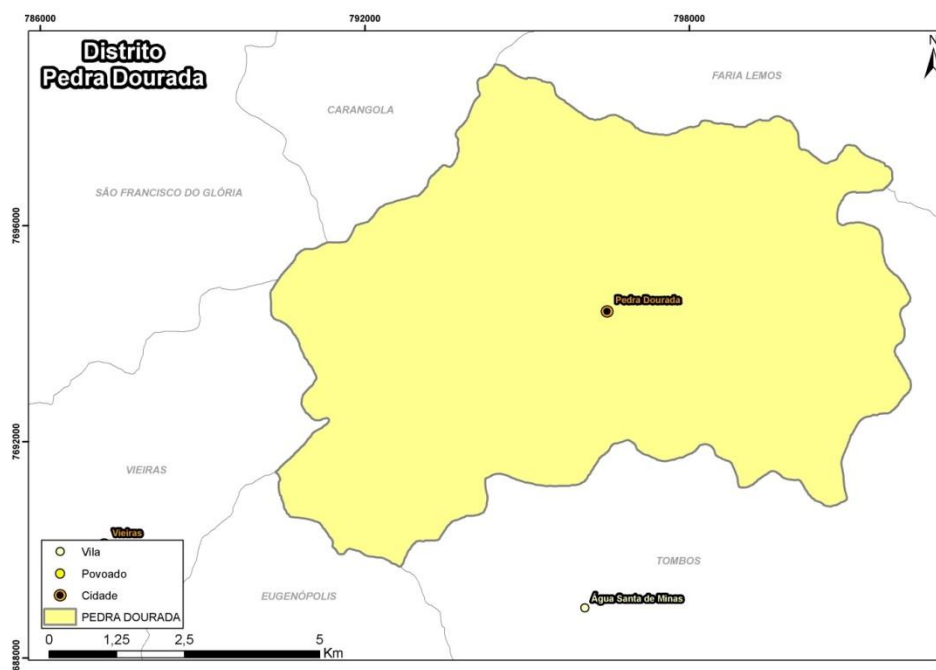 786000
792000
798000
Distrito
Pedra Dourada
N
FARIA LEMOS
CARANGOLA
SÃO FRANCISCO DO GLÓRIA
7696000
Pedra Dourada
7692000
VIEIRAS
Vieiras
TOMBOS
EUGENÓPOLIS
Água Santa de Minas
Vila
Povoado
Cidade
PEDRA DOURADA
7688000
0 1,25 2,5 5
Km